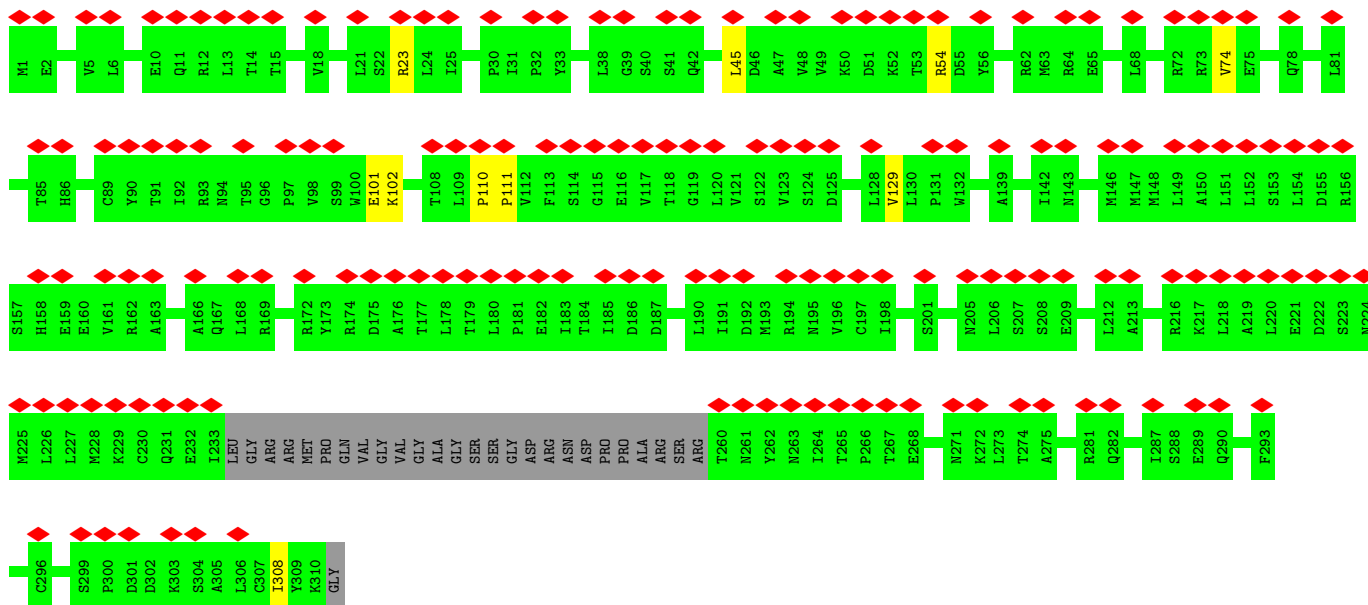 M1 E2 V5 L6 E10 Q11 R12 L13 T14 T15 V18 L21 S22 R23 L24 I25 P30 I31 P32 Y33 L38 G39 S40 S41 Q42 L45 D46 A47 V48 V49 K50 D51 K52 T53 R54 D55 Y56 R62 M63 R64 E65 L68 R72 R73 V74 E75 Q78 L81
T85 H86 C89 Y90 T91 I92 R93 N94 T95 G96 P97 V98 S99 W100 E101 K102 T108 L109 P110 P111 V112 F113 S114 G115 E116 V117 T118 G119 L120 V121 S122 V123 S124 D125 L128 V129 L130 P131 W132 A139 I142 N143 M146 M147 M148 L149 A150 L151 L152 S153 L154 D155 R156
S157 H158 E159 E160 V161 R162 A163 A166 Q167 L168 R169 R172 Y173 R174 D175 A176 T177 L178 T179 L180 P181 E182 I183 T184 I185 D186 D187 L190 I191 D192 M193 R194 N195 V196 C197 I198 S201 N205 L206 S207 S208 E209 L212 A213 R216 K217 L218 A219 L220 E221 D222 S223 N224
M225 L226 L227 M228 K229 C230 Q231 E232 I233 LEU GLY ARG ARG MET PRO GLN VAL GLY VAL GLY ALA GLY SER SER GLY ASP ARG ASN ASP PRO PRO ALA ARG SER ARG T260 N261 Y262 N263 I264 T265 P266 T267 E268 N271 K272 L273 T274 A275 R281 Q282 I287 S288 E289 Q290 F293
C296 S299 P300 D301 D302 K303 S304 A305 L306 C307 I308 Y309 K310 GLY